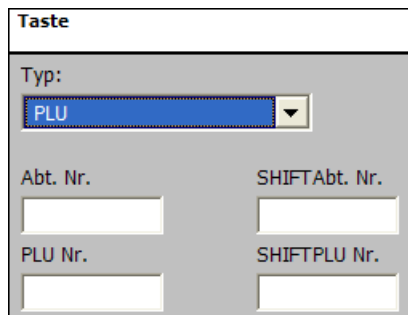 Taste
Typ:
PLU
Abt. Nr. SHIFTAbt. Nr.
PLU Nr. SHIFTPLU Nr.